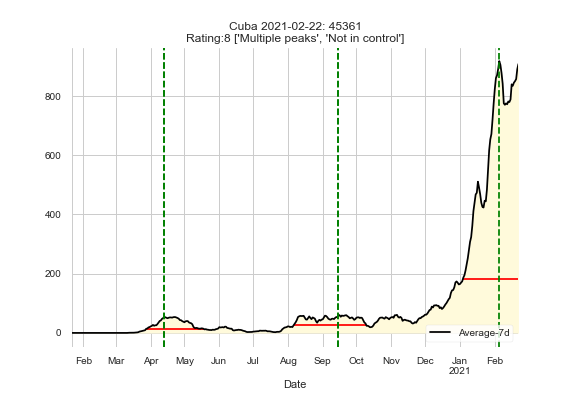 Cuba 2021-02-22: 45361
Rating:8 ['Multiple peaks', 'Not in control']
800
600
400
200
0
Average-7d
Feb Mar Apr May Jun Jul Aug Sep Oct Nov Dec Jan Feb
2021
Date